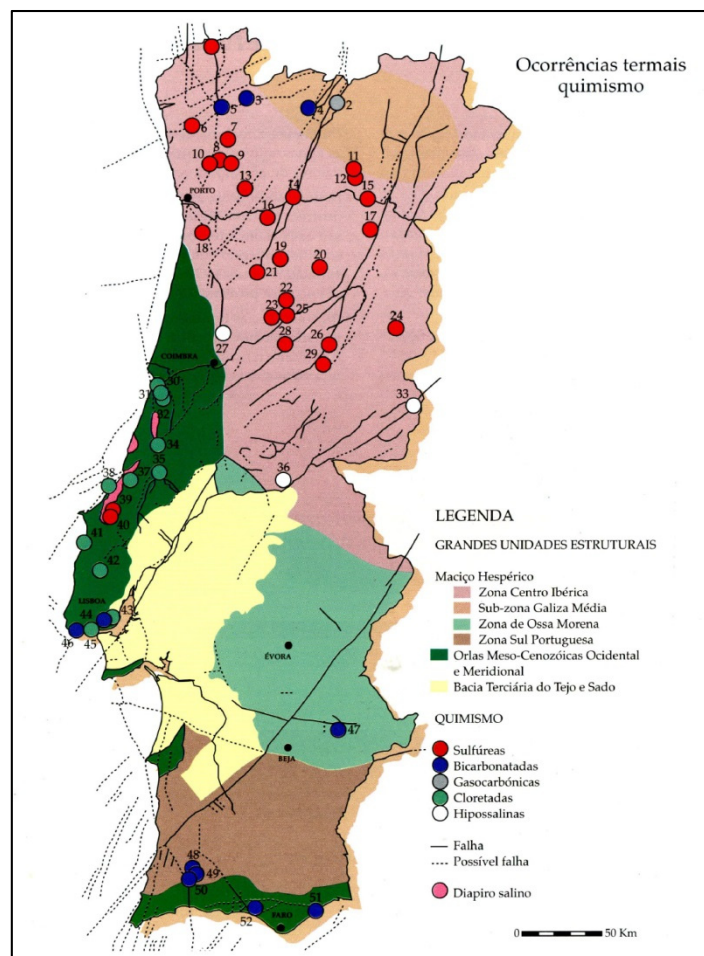 Ocorrências termais
quimismo
1
3
5
4
2
6
7
8
10
9
11
12
13
14
15
PORTO
16
17
18
19
20
21
22
23
25
24
28
26
27
29
COIMBRA
30
31
32
33
34
35
36
38
37
39
40
41
42
LISBOA
44
43
46
45
ÉVORA
47
BEJA
48
49
50
51
52
FARO
LEGENDA
GRANDES UNIDADES ESTRUTURAIS
Maciço Hespérico
Zona Centro Ibérica
Sub-zona Galiza Média
Zona de Ossa Morena
Zona Sul Portuguesa
Orlas Meso-Cenozóicas Ocidental
e Meridional
Bacia Terciária do Tejo e Sado
QUIMISMO
Sulfúreas
Bicarbonatadas
Gasocarbónicas
Cloretadas
Hipossalinas
Falha
Possível falha
Diapiro salino
0 50 Km